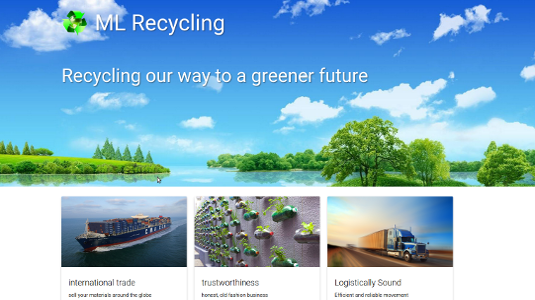 ML Recycling
Recycling our way to a greener future
international trade
trustworthiness
Logistically Sound
sell your materials around the globe
honest, old fashion business
Efficient and reliable movement